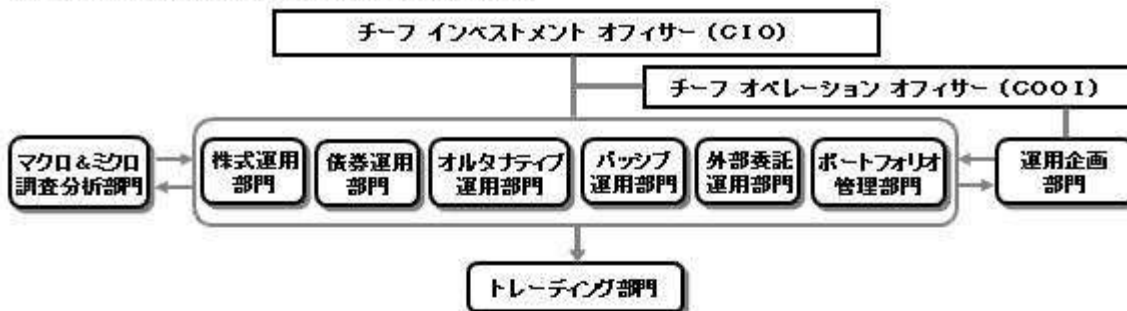 チーフ インベストメント オフィサー (CIO)
チーフ オペレーション オフィサー (COOI)
マクロ&ミクロ
調査分析部門
株式運用
部門
債券運用
部門
オルタナティブ
運用部門
パッシブ
運用部門
外部委託
運用部門
ポートフォリオ
管理部門
運用企画
部門
トレーディング部門